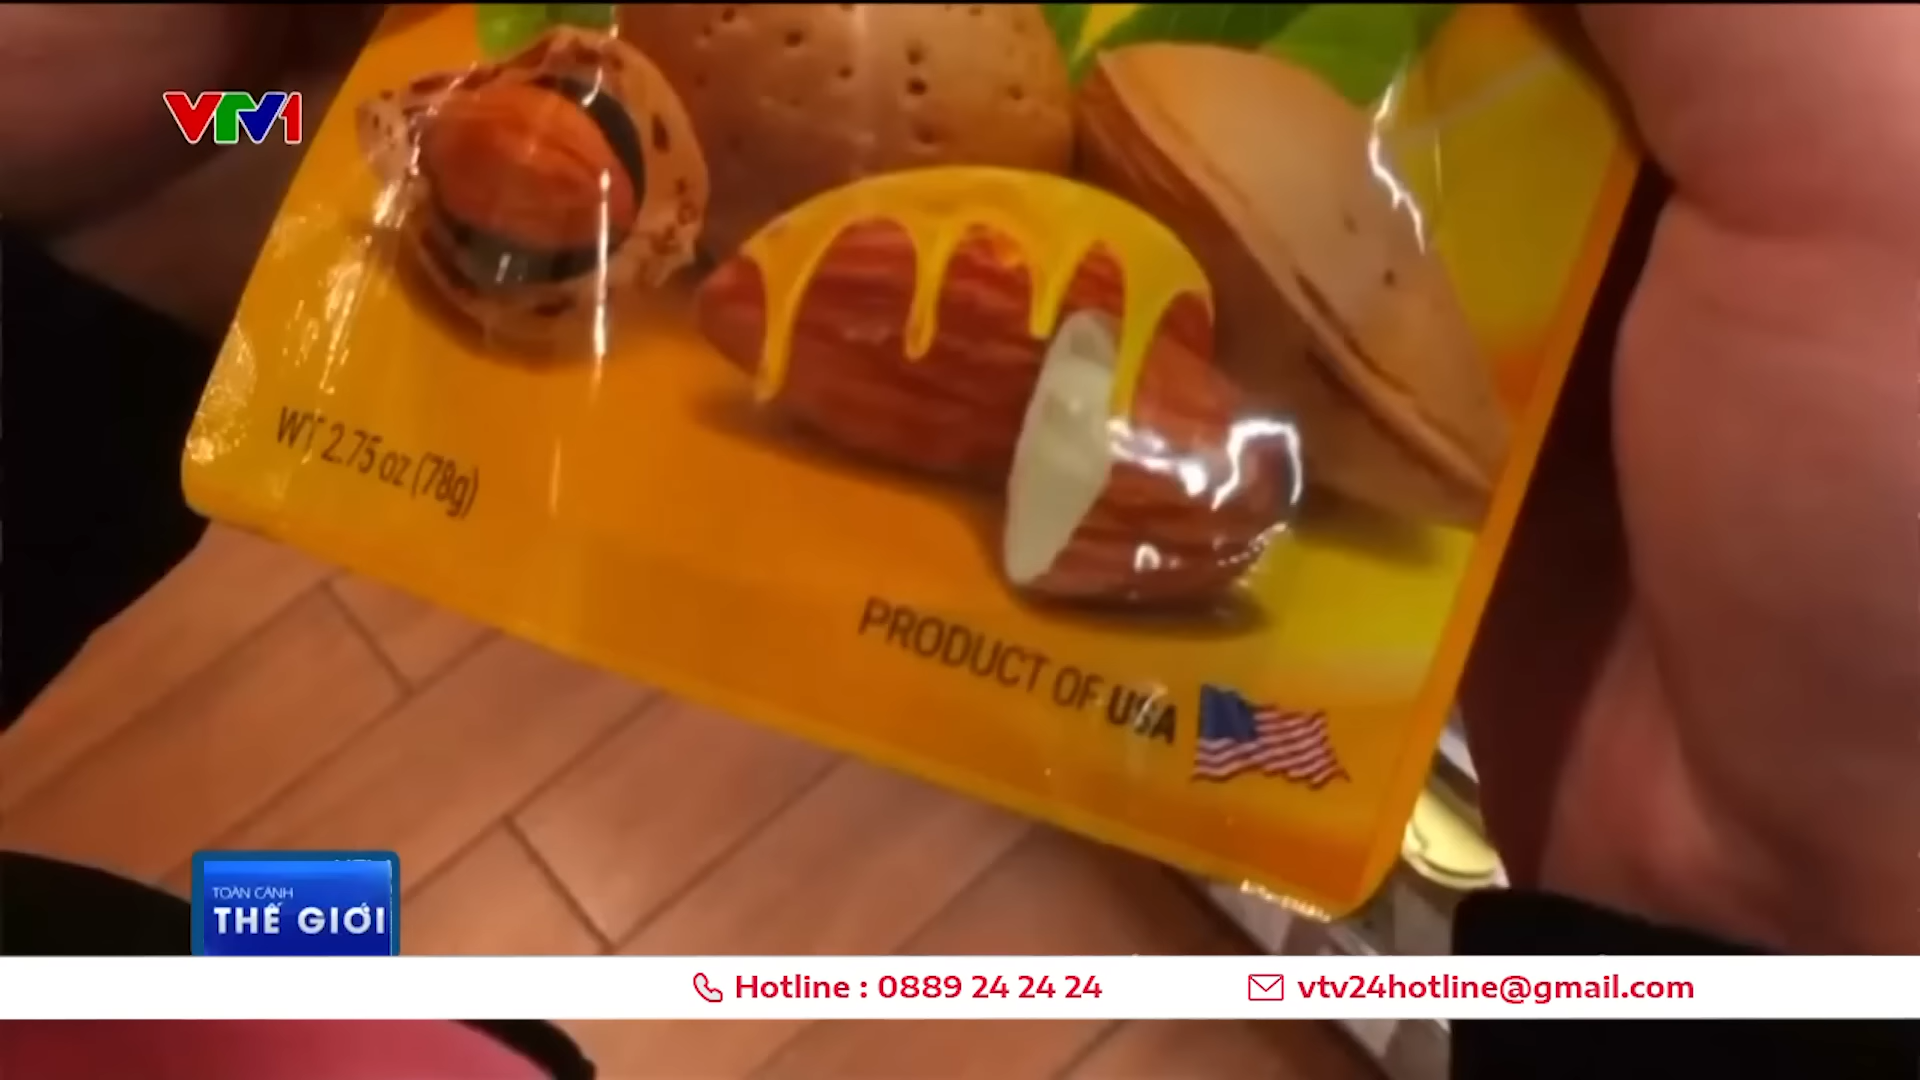 VTV1
WT 2.75 oz (78g)
PRODUCT OF USA
TOÀN CẢNH
THẾ GIỚI
Hotline : 0889 24 24 24
vtv24hotline@gmail.com